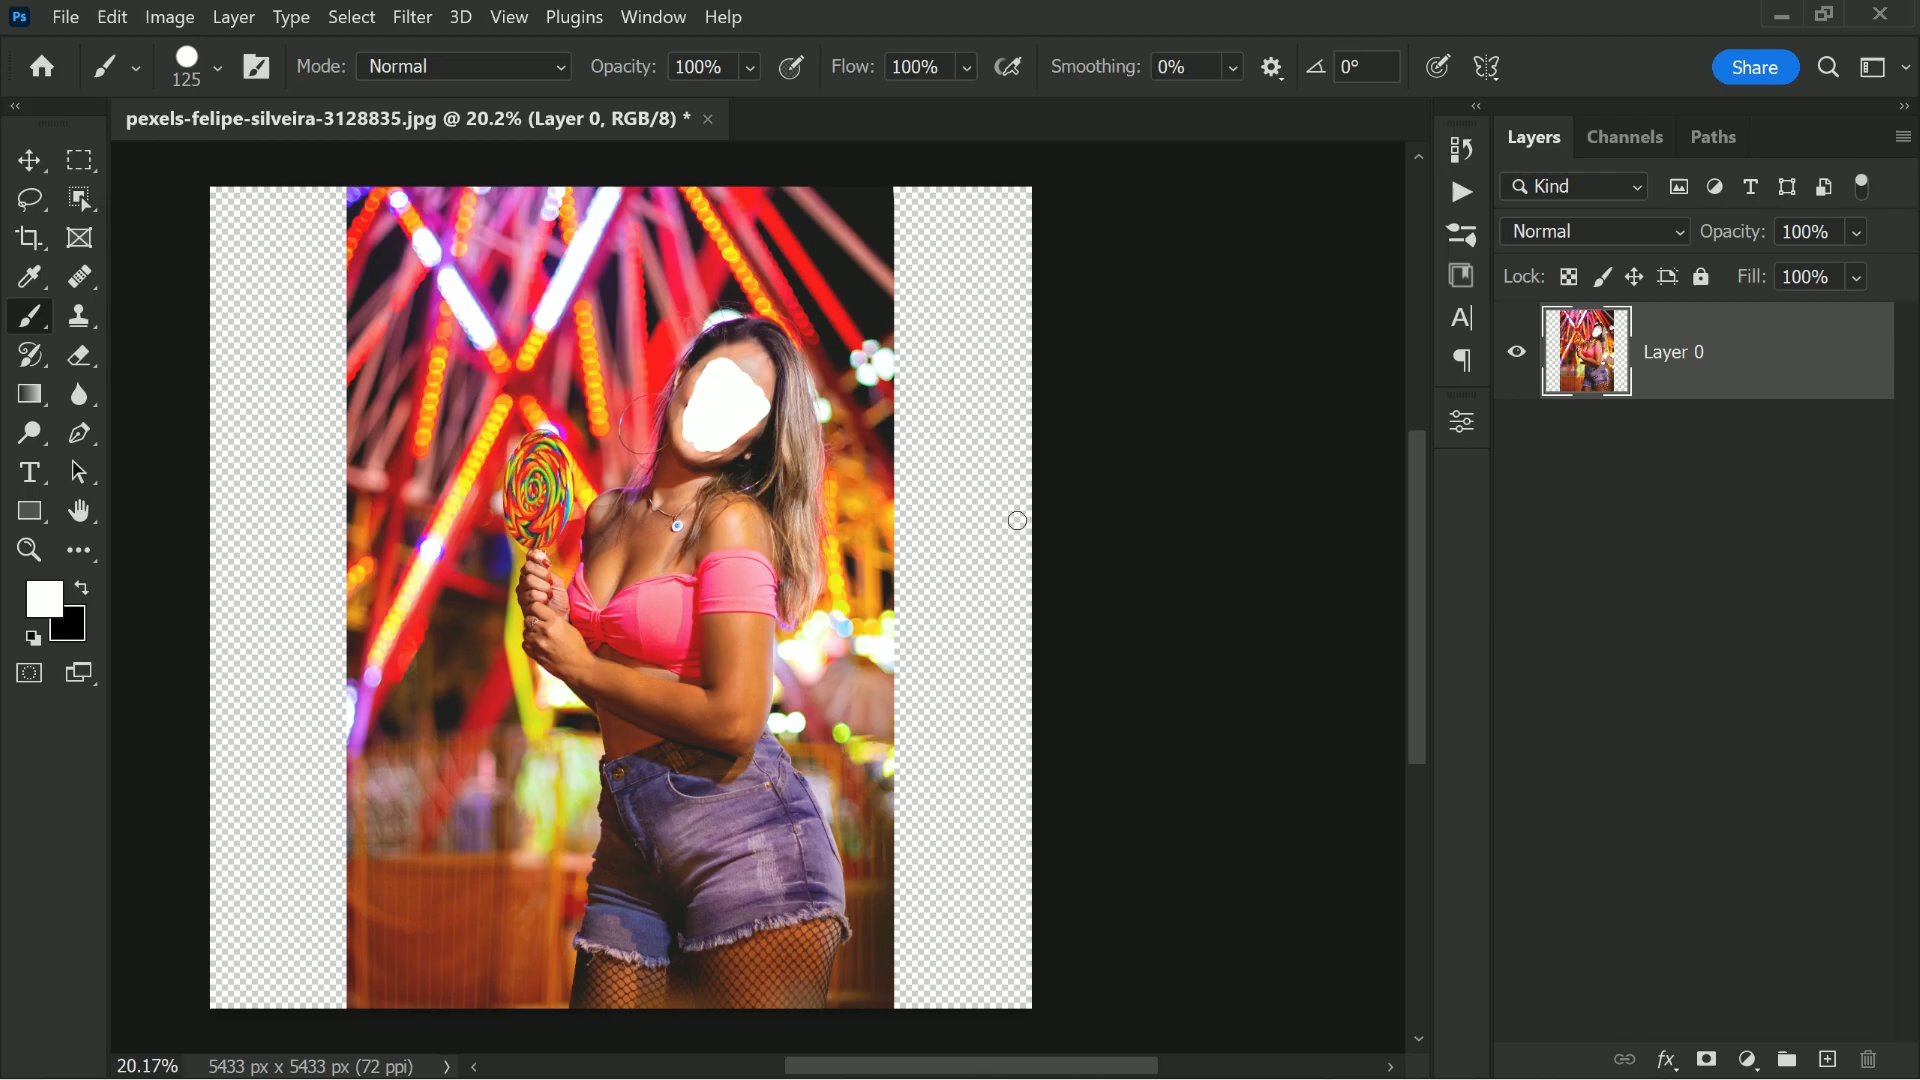 Ps File Edit Image Layer Type Select Filter 3D View Plugins Window Help
125 Mode: Normal Opacity: 100% Flow: 100% Smoothing: 0% 0° Share
pexels-felipe-silveira-3128835.jpg @ 20.2% (Layer 0, RGB/8) * ×
Layers Channels Paths
Kind
Normal Opacity: 100%
Lock: Fill: 100%
Layer 0
20.17% 5433 px x 5433 px (72 ppi)